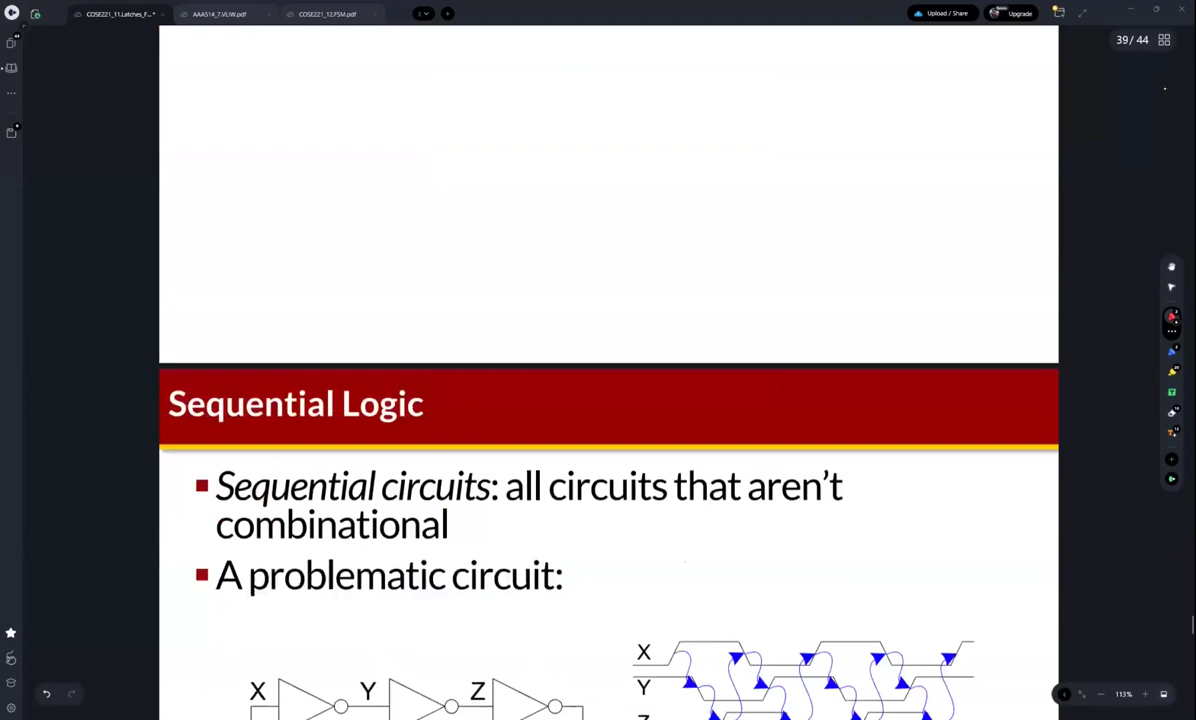 COSE221_11.Latches_F...*
AAAS14_7.VLIW.pdf
COSE221_12.FSM.pdf
Upload / Share
Upgrade
39 / 44
Sequential Logic
Sequential circuits: all circuits that aren't
combinational
A problematic circuit:
X
Y
Z
X
Y
113%